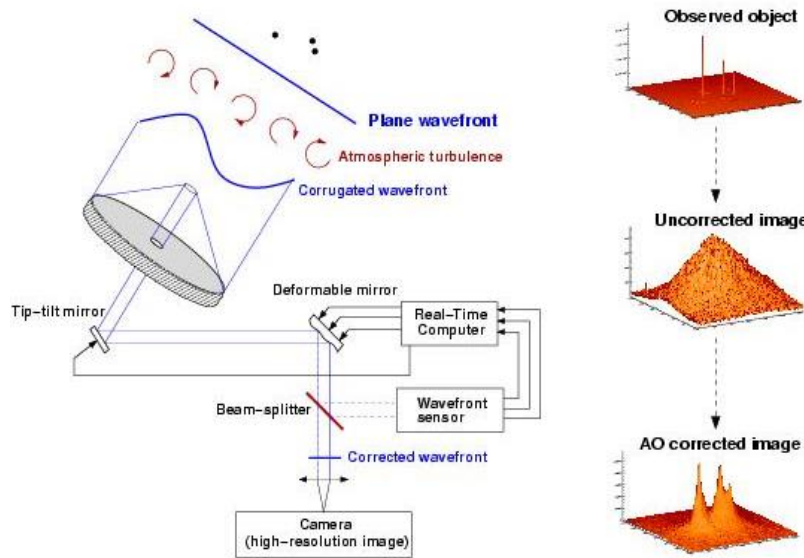 Observed object
Plane wavefront
Atmospheric turbulence
Corrugated wavefront
Uncorrected image
Deformable mirror
Tip-tilt mirror
Real-Time
Computer
Beam-splitter
Wavefront
sensor
Corrected wavefront
AO corrected image
Camera
(high-resolution image)